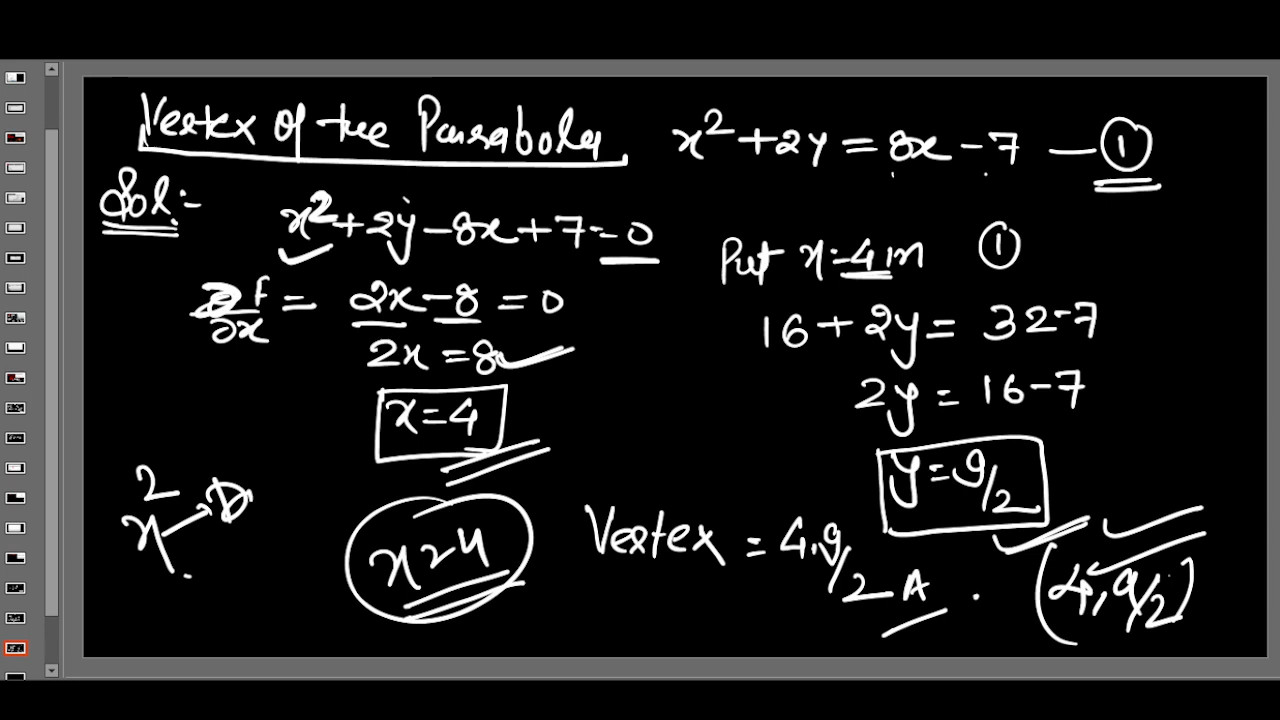 Vertex of the Parabola x² + 2y = 8x - 7 — ①
Sol:-
x² + 2y - 8x + 7 = 0
∂F/∂x = 2x - 8 = 0
2x = 8
x = 4
Put x = 4 in ①
16 + 2y = 32 - 7
2y = 16 - 7
y = 9/2
x = 4
Vertex = 4, 9/2 A .
(4, 9/2)